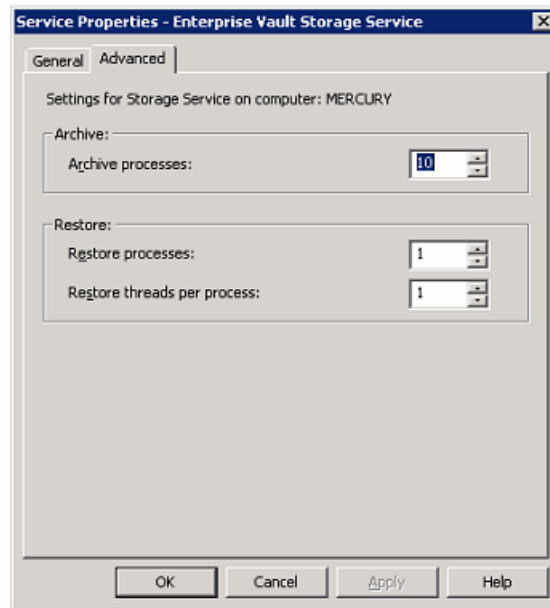 Service Properties - Enterprise Vault Storage Service
General Advanced
Settings for Storage Service on computer: MERCURY
Archive:
Archive processes: 10
Restore:
Restore processes: 1
Restore threads per process: 1
OK Cancel Apply Help